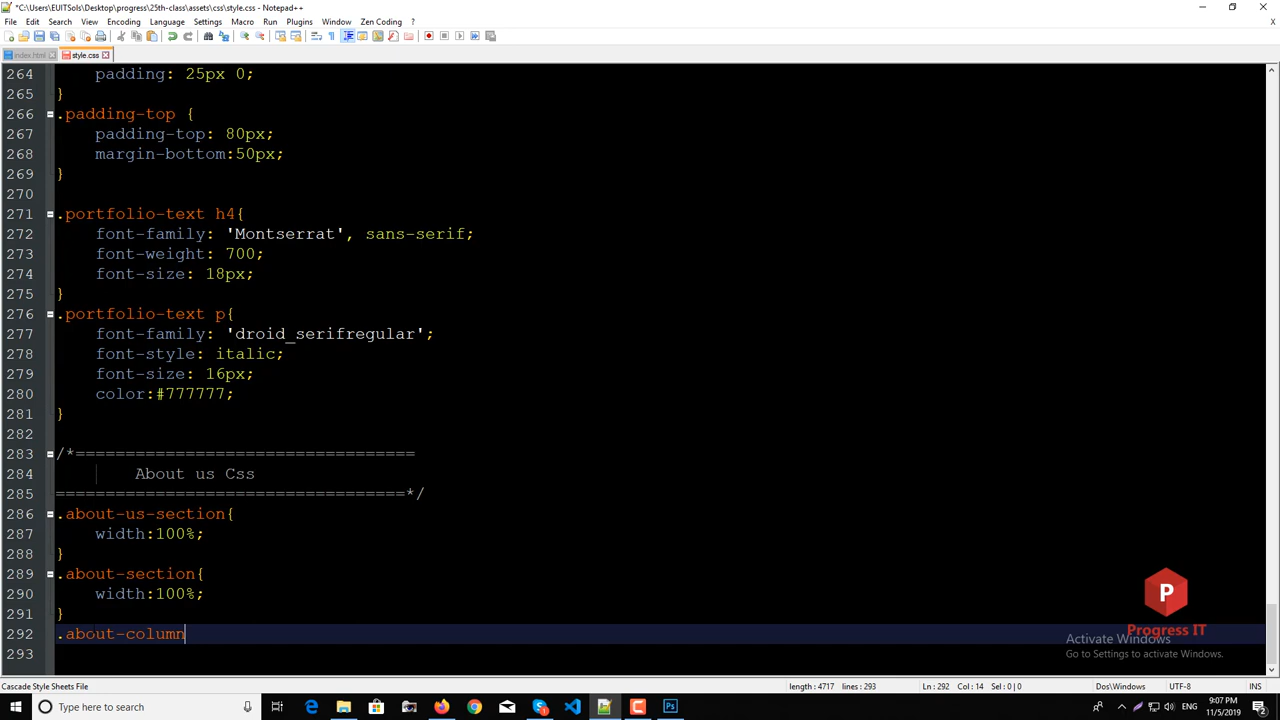 *C:\Users\EUITSols\Desktop\progress\25th-class\assets\css\style.css - Notepad++
File Edit Search View Encoding Language Settings Macro Run Plugins Window Zen Coding ?
X
index.html style.css
264 padding: 25px 0;
265 }
266 .padding-top {
267 padding-top: 80px;
268 margin-bottom:50px;
269 }
270
271 .portfolio-text h4{
272 font-family: 'Montserrat', sans-serif;
273 font-weight: 700;
274 font-size: 18px;
275 }
276 .portfolio-text p{
277 font-family: 'droid_serifregular';
278 font-style: italic;
279 font-size: 16px;
280 color:#777777;
281 }
282
283 /*==================================
284 About us Css
285 ===================================*/
286 .about-us-section{
287 width:100%;
288 }
289 .about-section{
290 width:100%;
291 }
292 .about-column
293
P
Progress IT
Activate Windows
Go to Settings to activate Windows.
Cascade Style Sheets File length : 4717 lines : 293 Ln : 292 Col : 14 Sel : 0 | 0 Dos\Windows UTF-8 INS
Type here to search
ENG
9:07 PM
11/5/2019
2